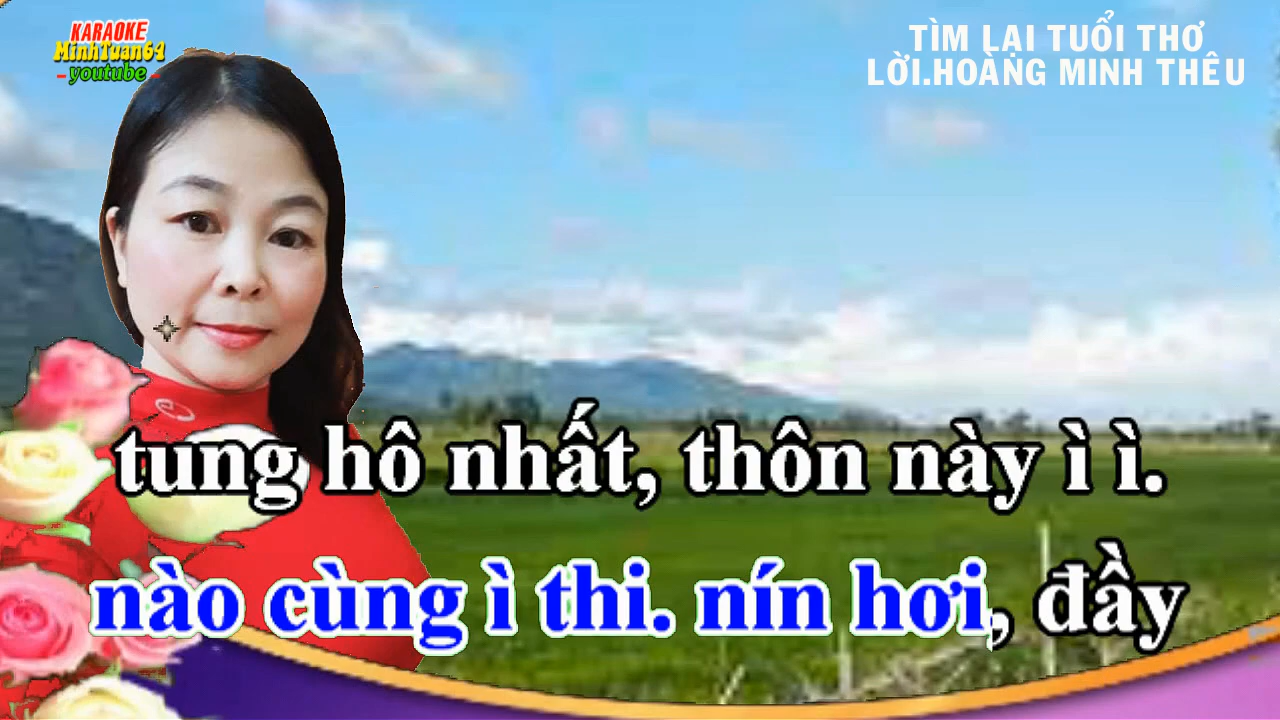 KARAOKE
MinhTuan64
- youtube -
TÌM LẠI TUỔI THƠ
LỜI.HOÀNG MINH THÊU
tung hô nhất, thôn này ì ì.
nào cùng ì thi. nín hơi, đầy